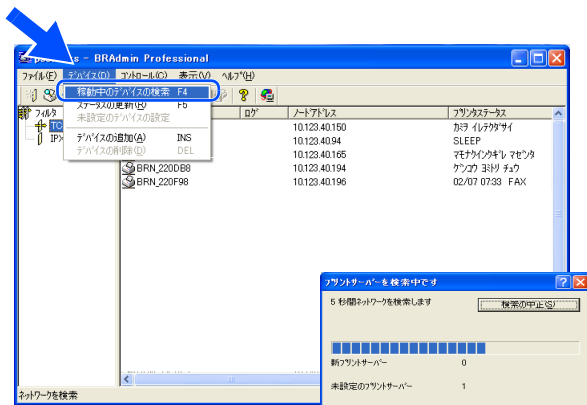 s - BRAdmin Professional
ファイル(F) デバイス(D) コントロール(C) 表示(V) ヘルプ(H)
稼動中のデバイスの検索 F4
ステータスの更新(R) F5
未設定のデバイスの設定
デバイスの追加(A) INS
デバイスの削除(D) DEL
フィルタ
TC
IPX
ログ ノードアドレス プリンタステータス
10.123.40.150 カミヲ イレテクダサイ
10.123.40.94 SLEEP
10.123.40.165 マモナクインクギレ マゼンタ
BRN_220DB8 10.123.40.194 ケンコウ ヨミトリ チュウ
BRN_220F98 10.123.40.196 02/07 07:33 FAX
プリントサーバーを検索中です
5 秒間ネットワークを検索します
検索の中止(S)
新プリントサーバー 0
未設定のプリントサーバー 1
ネットワークを検索